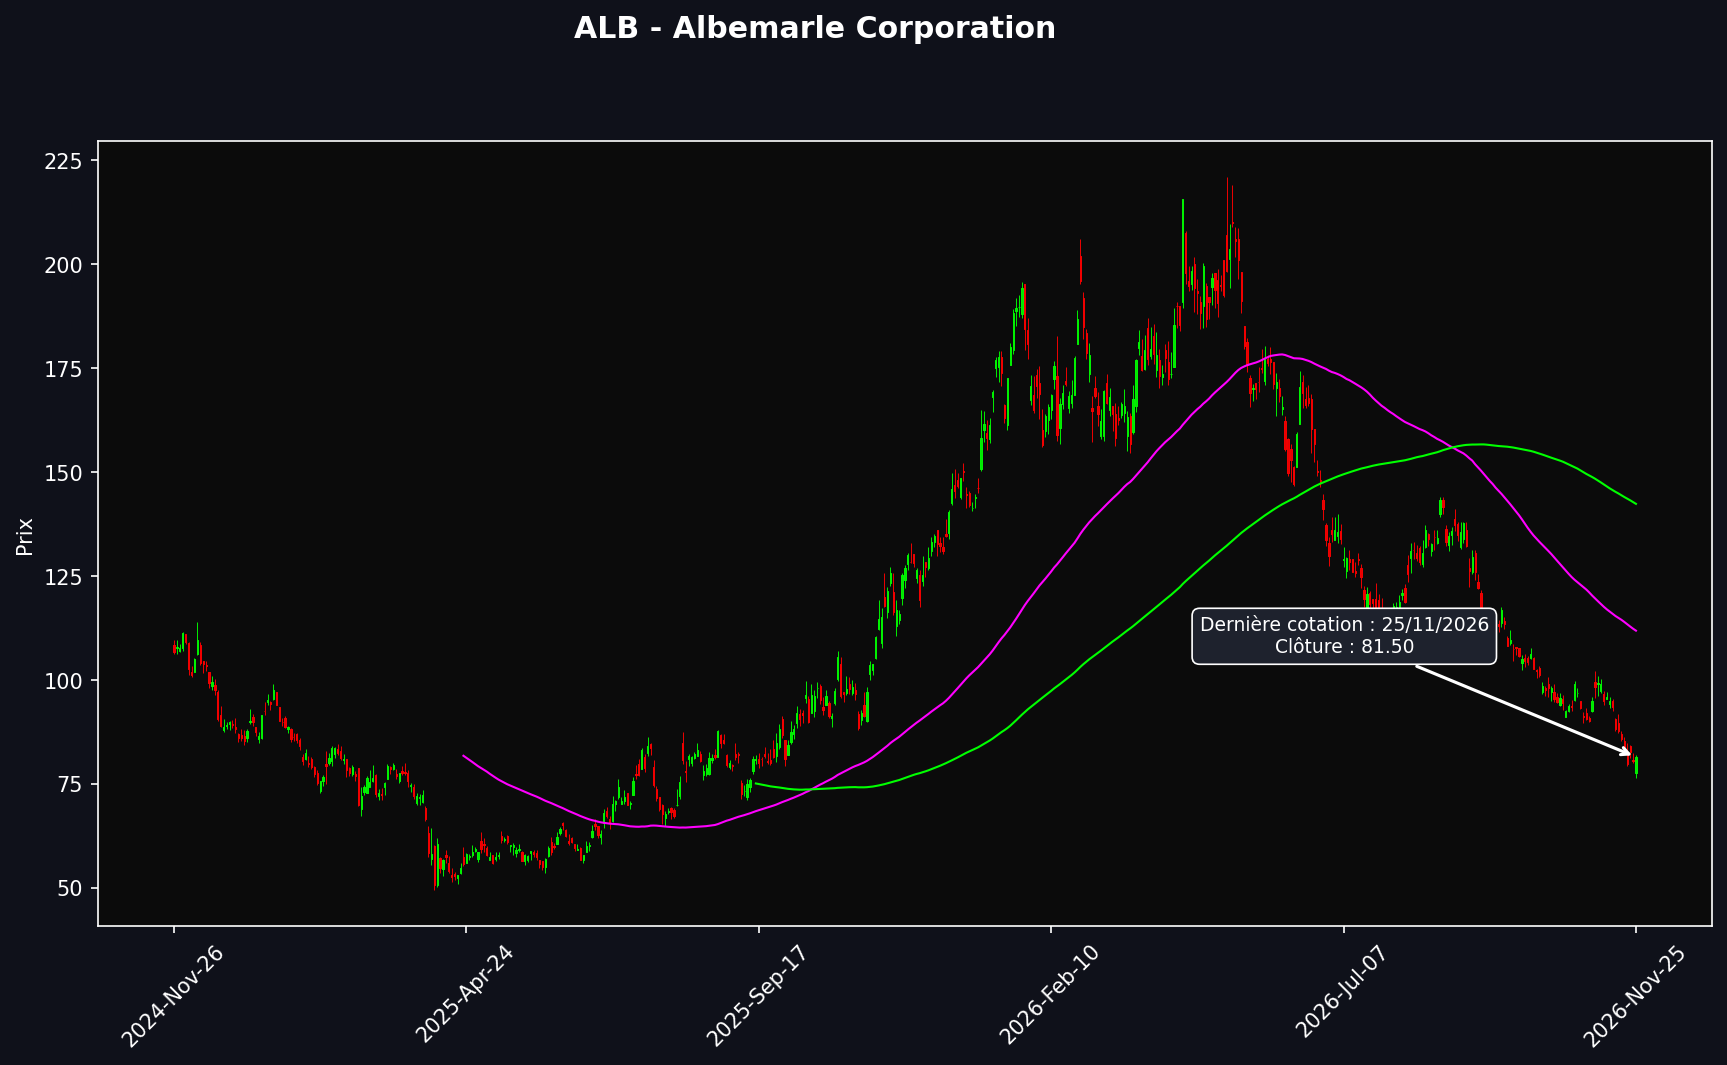 ALB - Albemarle Corporation
225
200
175
150
125
100
75
50
Prix
Dernière cotation : 25/11/2026
Clôture : 81.50
2024-Nov-26
2025-Apr-24
2025-Sep-17
2026-Feb-10
2026-Jul-07
2026-Nov-25